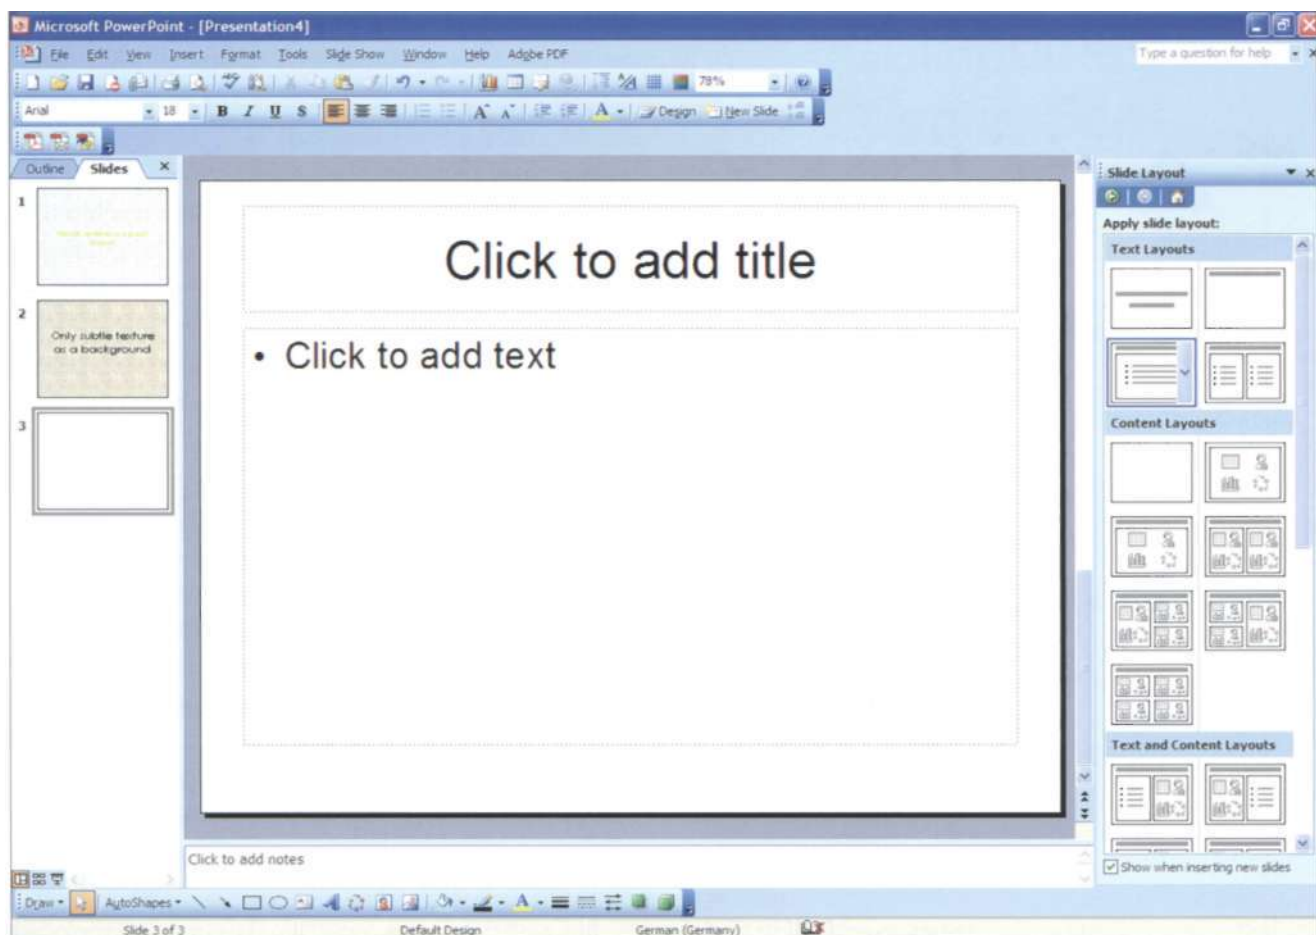 Microsoft PowerPoint - [Presentation4]
File Edit View Insert Format Tools Slide Show Window Help Adobe PDF
Type a question for help
78%
Arial 18 B I U S A A A Design New Slide
Outline Slides
1
2
Only subtle texture
as a background
3
Click to add title
• Click to add text
Click to add notes
Slide Layout
Apply slide layout:
Text Layouts
Content Layouts
Text and Content Layouts
Show when inserting new slides
Draw AutoShapes A
Slide 3 of 3 Default Design German (Germany)